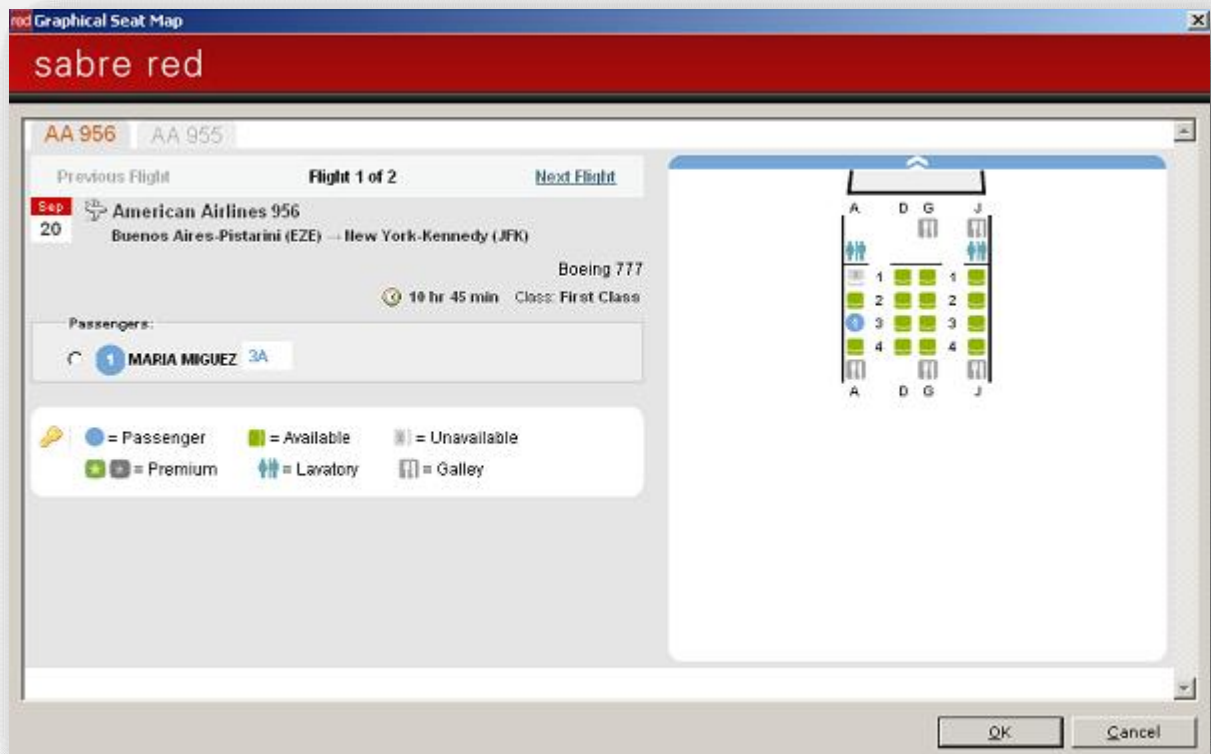 red Graphical Seat Map
sabre red
AA 956 AA 955
Previous Flight Flight 1 of 2 Next Flight
Sep
20
American Airlines 956
Buenos Aires-Pistarini (EZE) → New York-Kennedy (JFK)
Boeing 777
10 hr 45 min Class: First Class
Passengers:
1 MARIA MIGUEZ 3A
= Passenger = Available = Unavailable
= Premium = Lavatory = Galley
A D G J
1 1
2 2
1 3 3
4 4
A D G J
OK Cancel